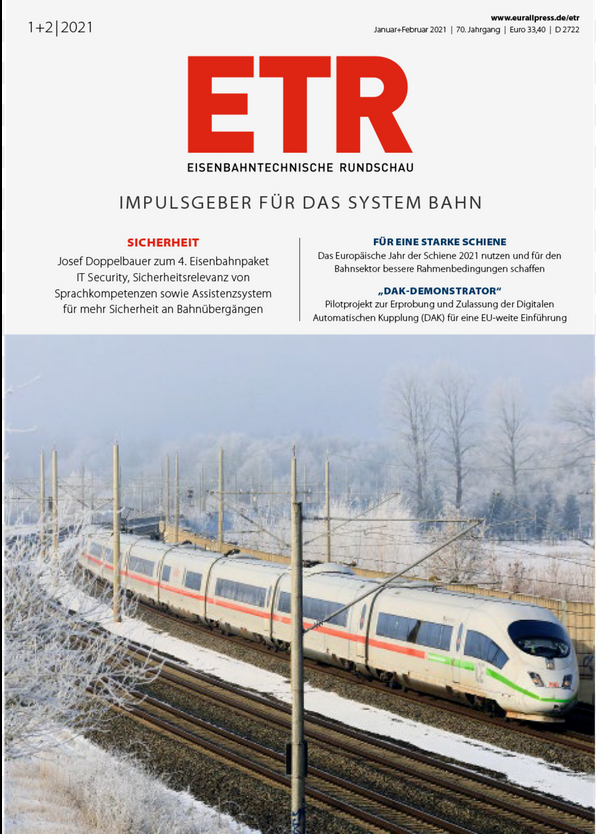 1+2|2021
www.eurailpress.de/etr
Januar+Februar 2021 | 70. Jahrgang | Euro 33,40 | D 2722
ETR
EISENBAHNTECHNISCHE RUNDSCHAU
IMPULSGEBER FÜR DAS SYSTEM BAHN
SICHERHEIT
Josef Doppelbauer zum 4. Eisenbahnpaket
IT Security, Sicherheitsrelevanz von
Sprachkompetenzen sowie Assistenzsystem
für mehr Sicherheit an Bahnübergängen
FÜR EINE STARKE SCHIENE
Das Europäische Jahr der Schiene 2021 nutzen und für den
Bahnsektor bessere Rahmenbedingungen schaffen
„DAK-DEMONSTRATOR“
Pilotprojekt zur Erprobung und Zulassung der Digitalen
Automatischen Kupplung (DAK) für eine EU-weite Einführung